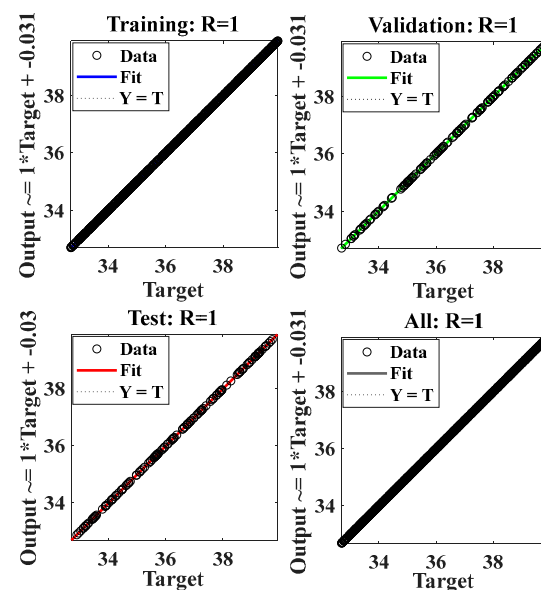 Training: R=1
Output ~= 1*Target + -0.031
Data
Fit
Y = T
38
36
34
34 36 38
Target
Validation: R=1
Output ~= 1*Target + -0.031
Data
Fit
Y = T
38
36
34
34 36 38
Target
Test: R=1
Output ~= 1*Target + -0.03
Data
Fit
Y = T
38
36
34
34 36 38
Target
All: R=1
Output ~= 1*Target + -0.031
Data
Fit
Y = T
38
36
34
34 36 38
Target